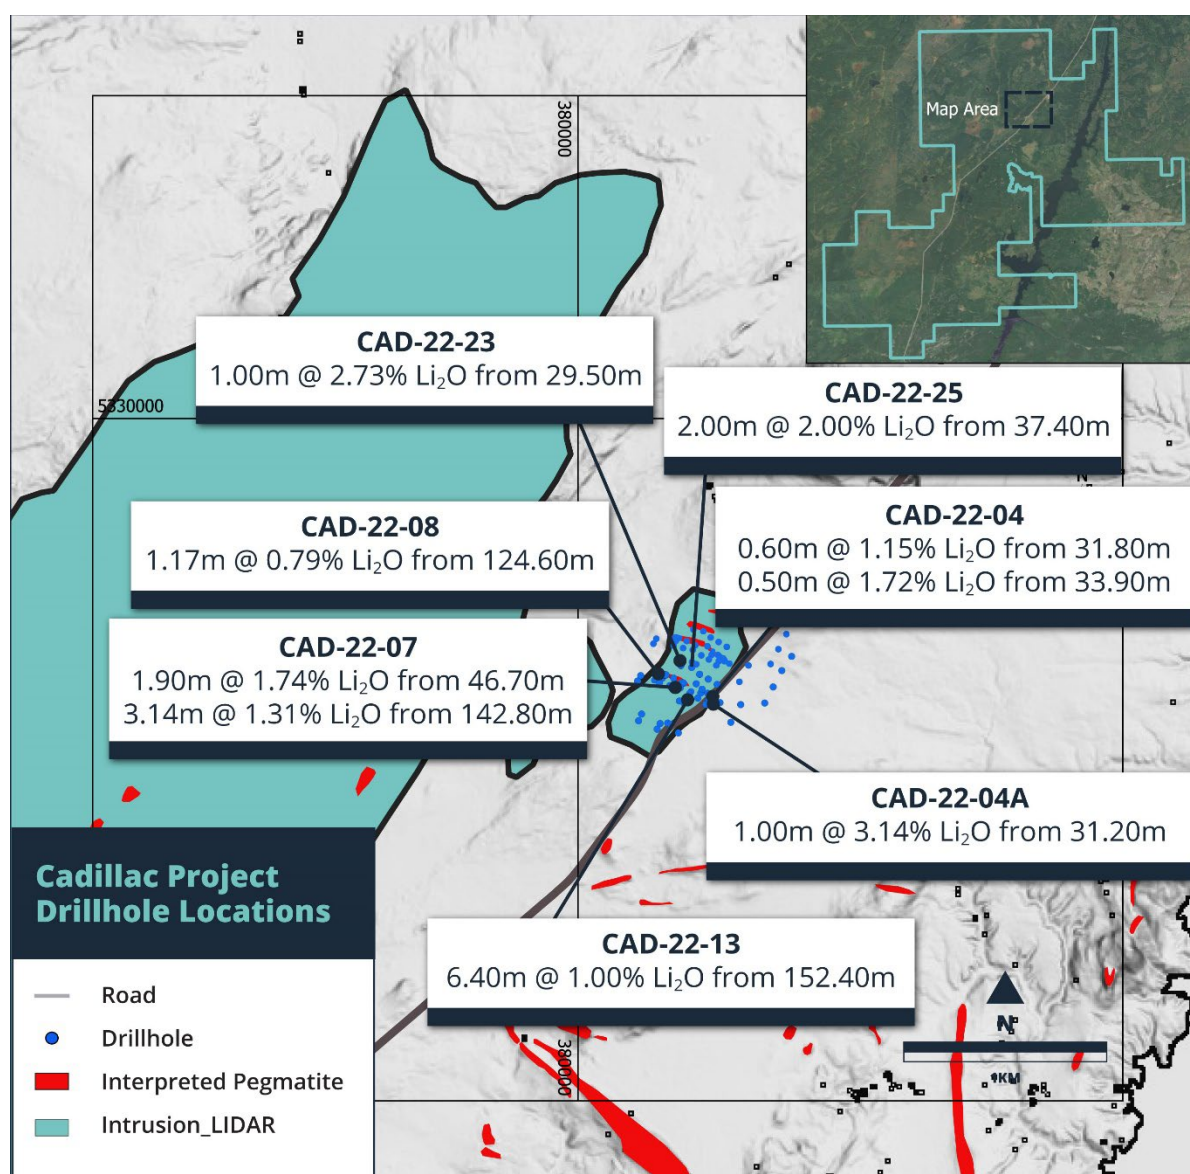 380000
Map Area
CAD-22-23
1.00m @ 2.73% Li₂O from 29.50m
CAD-22-25
2.00m @ 2.00% Li₂O from 37.40m
5330000
CAD-22-08
1.17m @ 0.79% Li₂O from 124.60m
CAD-22-04
0.60m @ 1.15% Li₂O from 31.80m
0.50m @ 1.72% Li₂O from 33.90m
CAD-22-07
1.90m @ 1.74% Li₂O from 46.70m
3.14m @ 1.31% Li₂O from 142.80m
CAD-22-04A
1.00m @ 3.14% Li₂O from 31.20m
CAD-22-13
6.40m @ 1.00% Li₂O from 152.40m
Cadillac Project
Drillhole Locations
Road
Drillhole
Interpreted Pegmatite
Intrusion_LIDAR
380000
N
KM